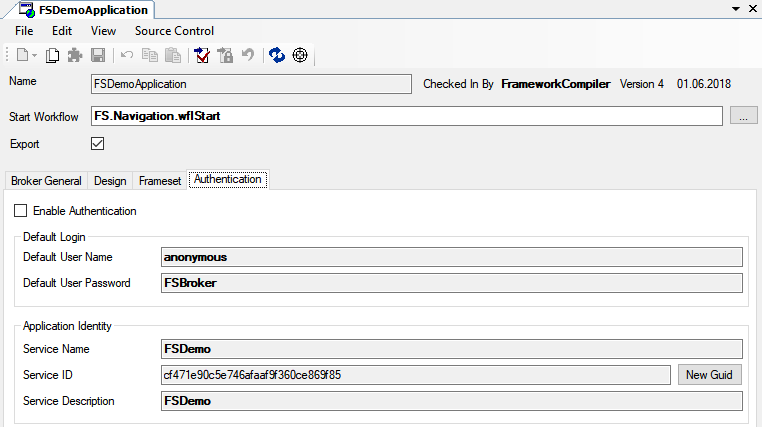 FSDemoApplication
File Edit View Source Control
Name FSDemoApplication Checked In By FrameworkCompiler Version 4 01.06.2018
Start Workflow FS.Navigation.wflStart ...
Export
Broker General Design Frameset Authentication
Enable Authentication
Default Login
Default User Name anonymous
Default User Password FSBroker
Application Identity
Service Name FSDemo
Service ID cf471e90c5e746afaaf9f360ce869f85 New Guid
Service Description FSDemo